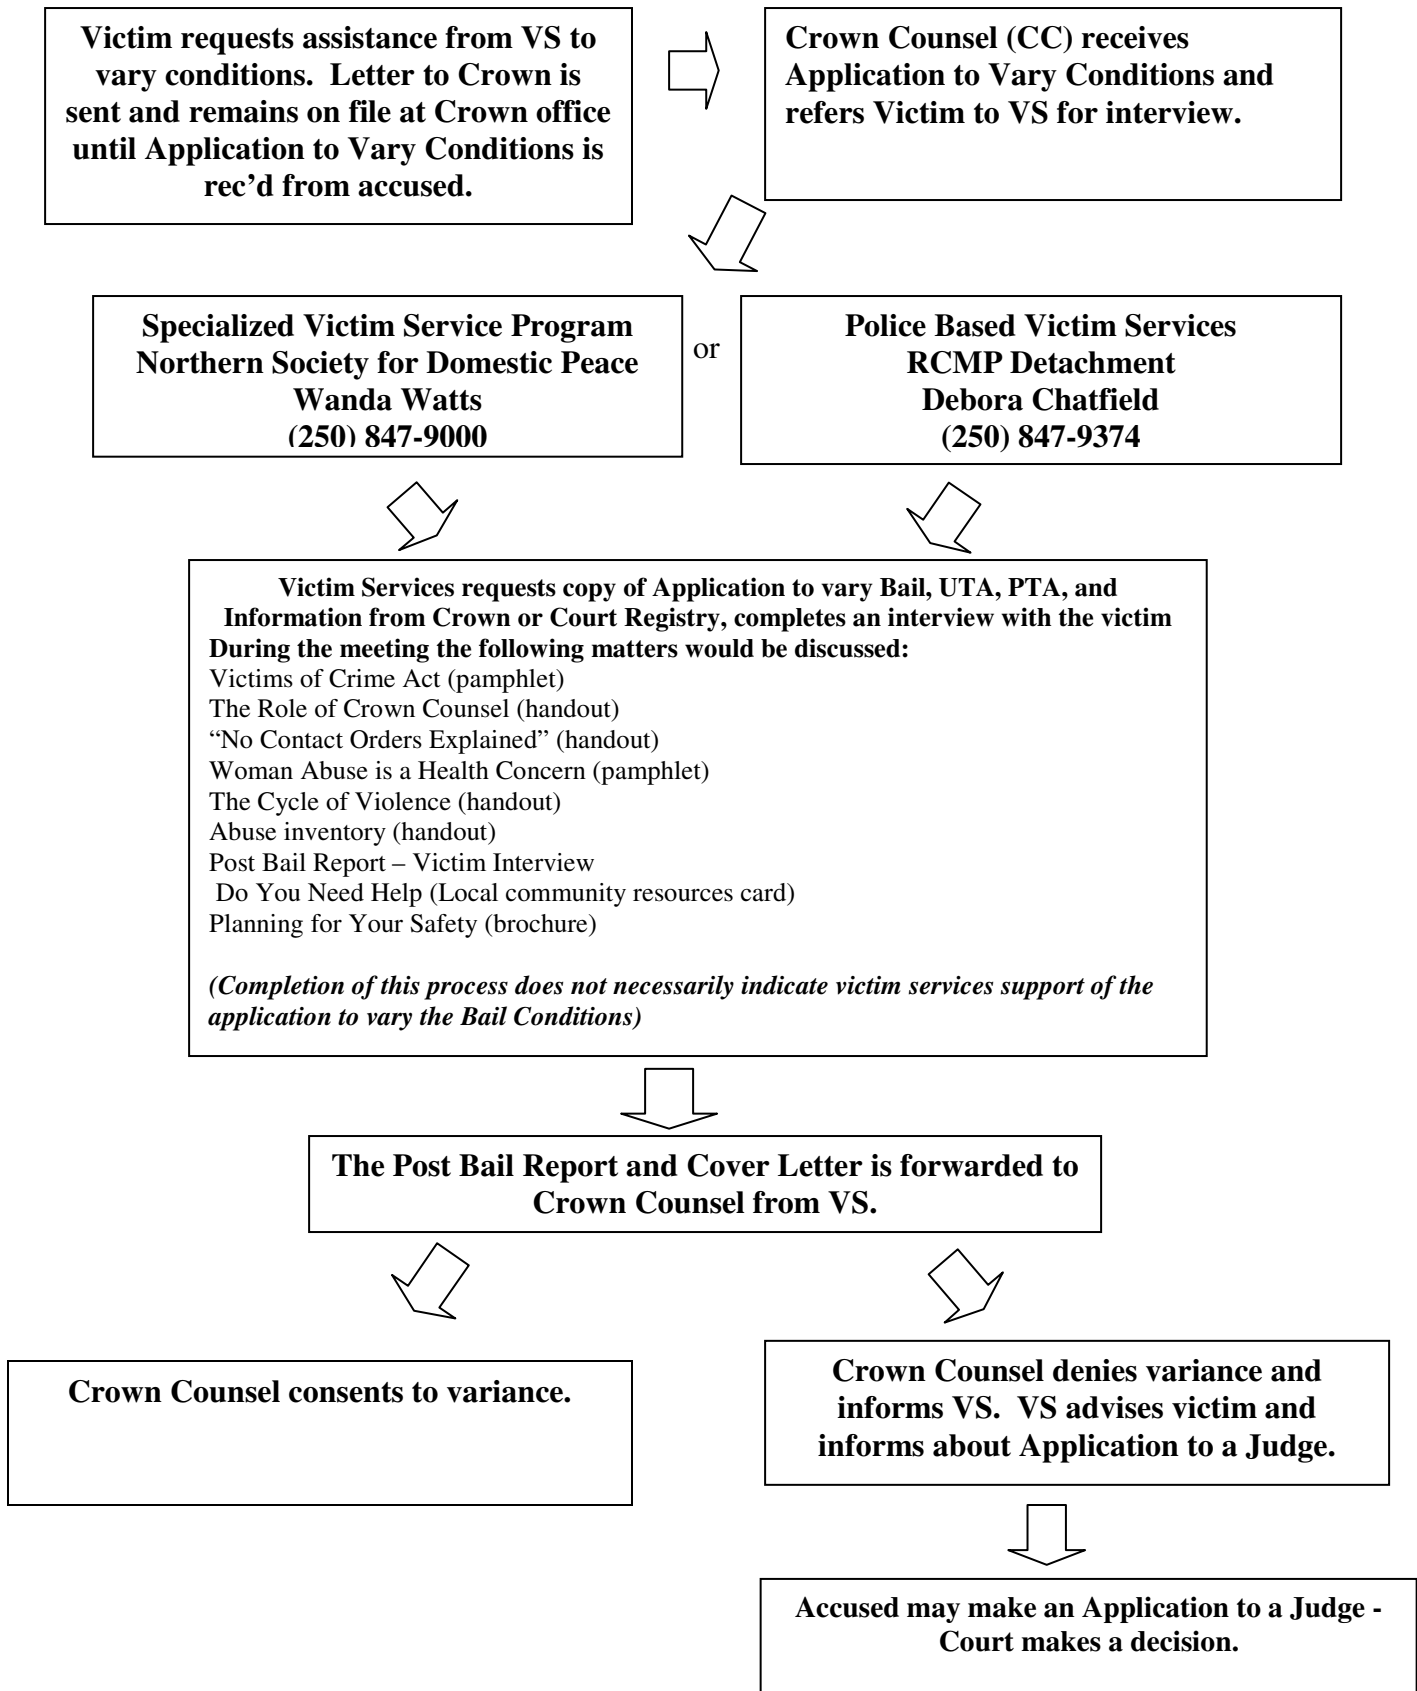 Victim requests assistance from VS to
vary conditions.  Letter to Crown is
sent and remains on file at Crown office
until Application to Vary Conditions is
rec’d from accused.
Crown Counsel (CC) receives
Application to Vary Conditions and
refers Victim to VS for interview.
Specialized Victim Service Program
Northern Society for Domestic Peace
Wanda Watts
(250) 847-9000
or
Police Based Victim Services
RCMP Detachment
Debora Chatfield
(250) 847-9374
Victim Services requests copy of Application to vary Bail, UTA, PTA, and
Information from Crown or Court Registry, completes an interview with the victim
During the meeting the following matters would be discussed:
Victims of Crime Act (pamphlet)
The Role of Crown Counsel (handout)
“No Contact Orders Explained” (handout)
Woman Abuse is a Health Concern (pamphlet)
The Cycle of Violence (handout)
Abuse inventory (handout)
Post Bail Report – Victim Interview
Do You Need Help (Local community resources card)
Planning for Your Safety (brochure)
(Completion of this process does not necessarily indicate victim services support of the
application to vary the Bail Conditions)
The Post Bail Report and Cover Letter is forwarded to
Crown Counsel from VS.
Crown Counsel consents to variance.
Crown Counsel denies variance and
informs VS.  VS advises victim and
informs about Application to a Judge.
Accused may make an Application to a Judge -
Court makes a decision.